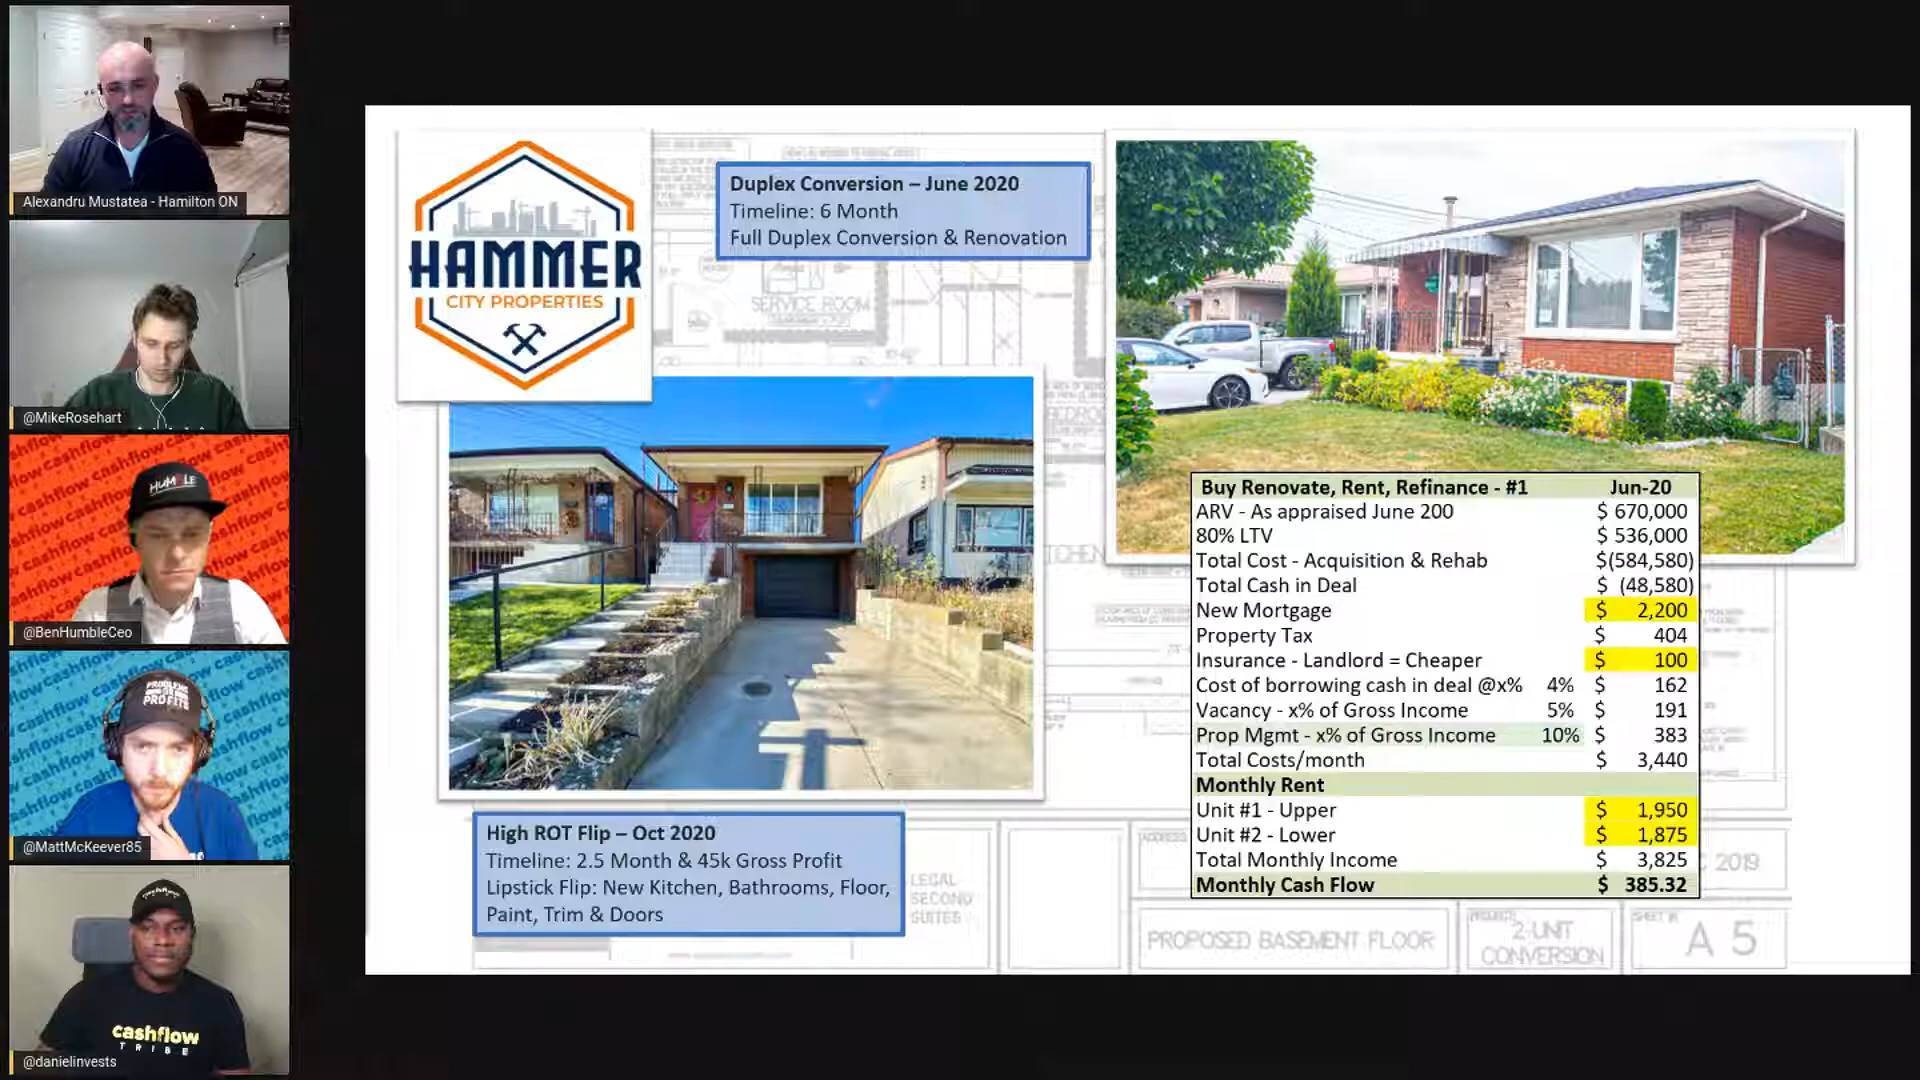 Alexandru Mustatea - Hamilton ON
@MikeRosehart
cashflow
HUMBLE
@BenHumbleCeo
cashflow
PROBLEMS
PROFITS
@MattMcKeever85
cashflow
TRIBE
@danielinvests
HAMMER
CITY PROPERTIES
Duplex Conversion – June 2020
Timeline: 6 Month
Full Duplex Conversion & Renovation
SERVICE ROOM
High ROT Flip – Oct 2020
Timeline: 2.5 Month & 45k Gross Profit
Lipstick Flip: New Kitchen, Bathrooms, Floor,
Paint, Trim & Doors
LEGAL
SECOND
SUITES
Buy Renovate, Rent, Refinance - #1 Jun-20
ARV - As appraised June 200 $ 670,000
80% LTV $ 536,000
Total Cost - Acquisition & Rehab $(584,580)
Total Cash in Deal $ (48,580)
New Mortgage $ 2,200
Property Tax $ 404
Insurance - Landlord = Cheaper $ 100
Cost of borrowing cash in deal @x% 4% $ 162
Vacancy - x% of Gross Income 5% $ 191
Prop Mgmt - x% of Gross Income 10% $ 383
Total Costs/month $ 3,440
Monthly Rent
Unit #1 - Upper $ 1,950
Unit #2 - Lower $ 1,875
Total Monthly Income $ 3,825
Monthly Cash Flow $ 385.32
2019
PROPOSED BASEMENT FLOOR
2-UNIT
CONVERSION
A 5